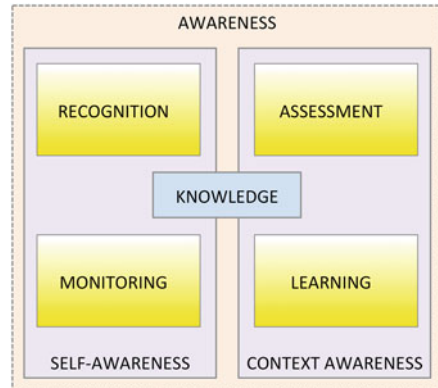 AWARENESS
RECOGNITION
ASSESSMENT
KNOWLEDGE
MONITORING
LEARNING
SELF-AWARENESS
CONTEXT AWARENESS